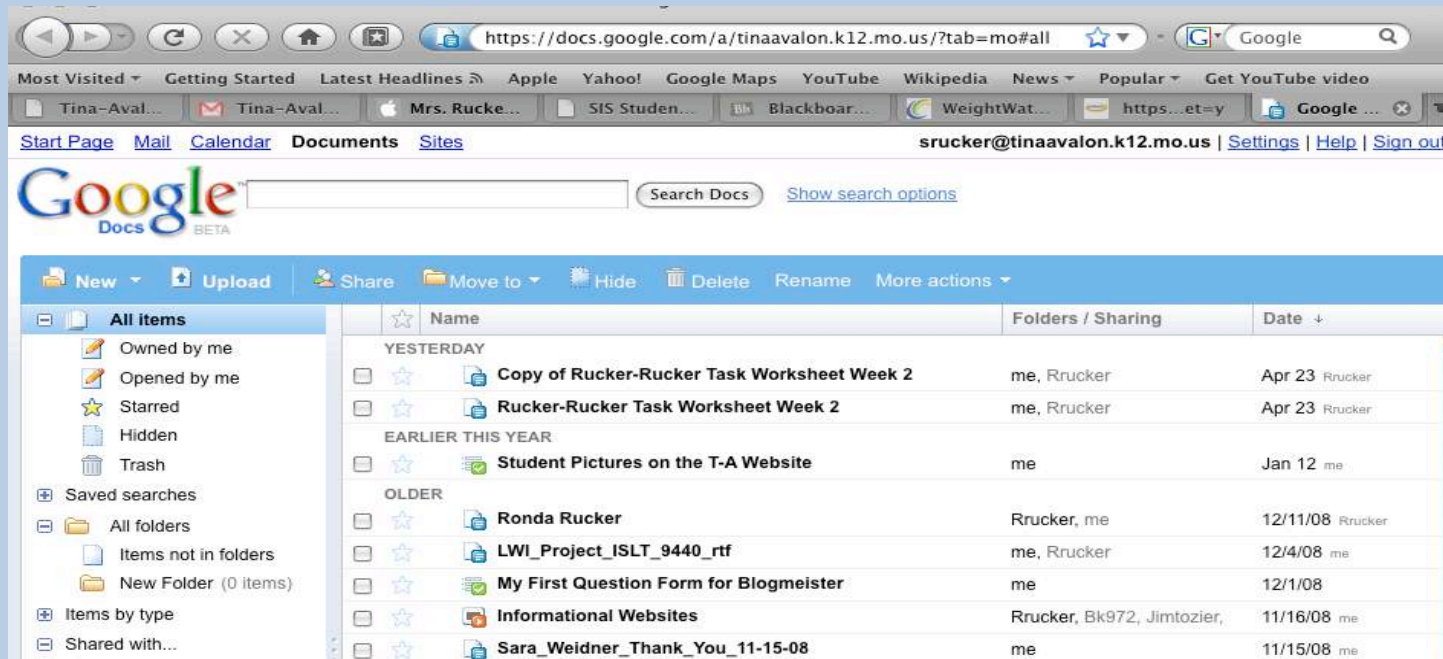 https://docs.google.com/a/tinaavalon.k12.mo.us/?tab=mo#all Google
Most Visited Getting Started Latest Headlines Apple Yahoo! Google Maps YouTube Wikipedia News Popular Get YouTube video
Tina-Aval... Tina-Aval... Mrs. Rucke... SIS Studen... Blackboar... WeightWat... https...et=y Google ...
Start Page Mail Calendar Documents Sites srucker@tinaavalon.k12.mo.us | Settings | Help | Sign out
Google Docs BETA Search Docs Show search options
New Upload Share Move to Hide Delete Rename More actions
All items Name Folders / Sharing Date
YESTERDAY
Owned by me
Copy of Rucker-Rucker Task Worksheet Week 2 me, Rrucker Apr 23 Rrucker
Opened by me
Rucker-Rucker Task Worksheet Week 2 me, Rrucker Apr 23 Rrucker
Starred
Hidden EARLIER THIS YEAR
Trash Student Pictures on the T-A Website me Jan 12 me
Saved searches OLDER
All folders Ronda Rucker Rrucker, me 12/11/08 Rrucker
Items not in folders LWI_Project_ISLT_9440_rtf me, Rrucker 12/4/08 me
New Folder (0 items) My First Question Form for Blogmeister me 12/1/08
Items by type Informational Websites Rrucker, Bk972, Jimtozier, 11/16/08 me
Shared with... Sara_Weidner_Thank_You_11-15-08 me 11/15/08 me